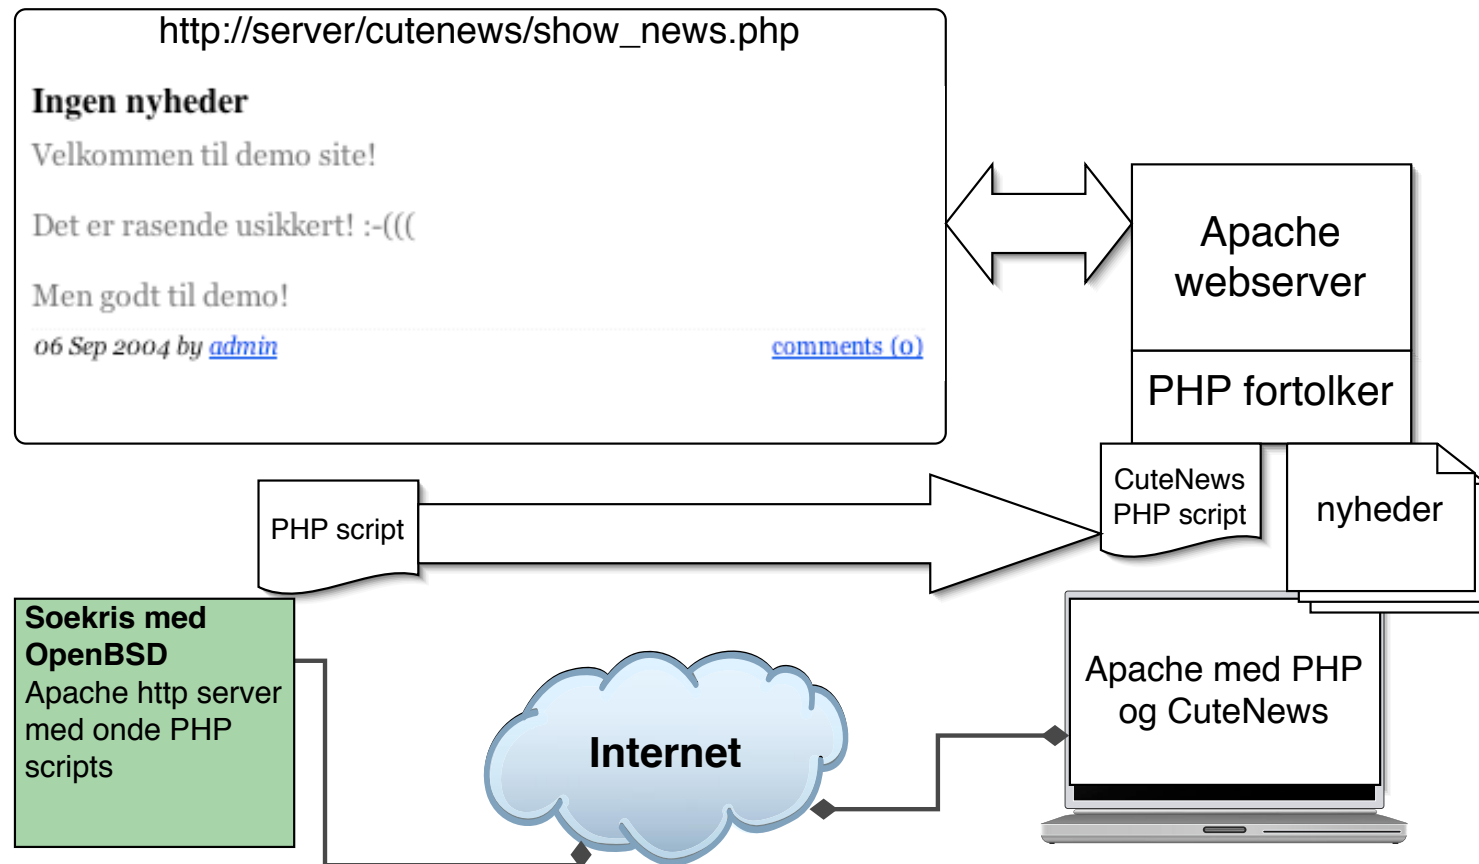 http://server/cutenews/show_news.php
Ingen nyheder
Velkommen til demo site!
Det er rasende usikkert! :-(((
Men godt til demo!
06 Sep 2004 by admin
comments (0)
Apache
webserver
PHP fortolker
CuteNews
PHP script
nyheder
PHP script
Soekris med
OpenBSD
Apache http server
med onde PHP
scripts
Internet
Apache med PHP
og CuteNews